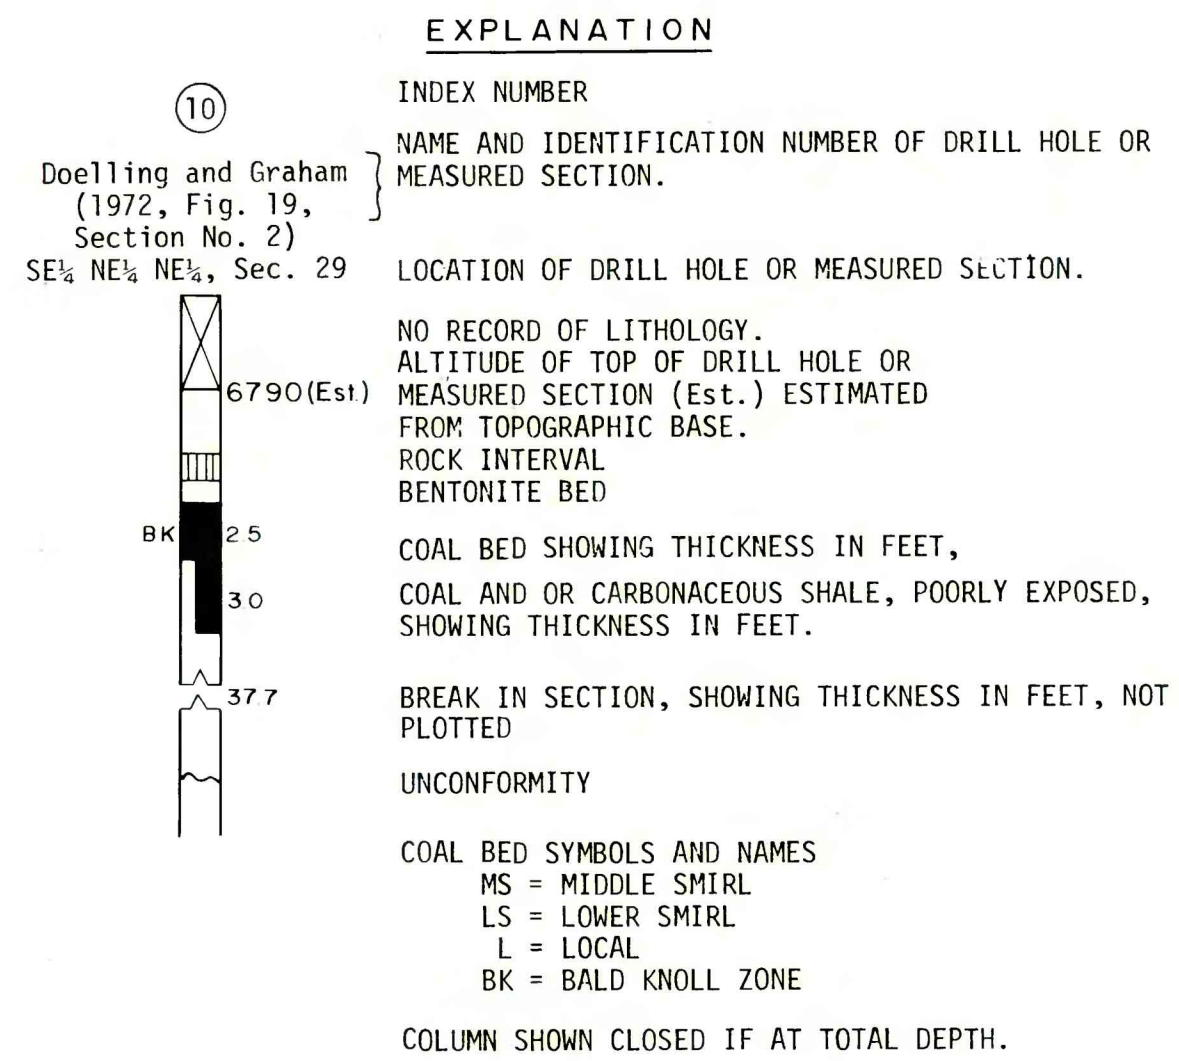 EXPLANATION
10
INDEX NUMBER
Doelling and Graham
(1972, Fig. 19,
Section No. 2)
NAME AND IDENTIFICATION NUMBER OF DRILL HOLE OR
MEASURED SECTION.
SE¼ NE¼ NE¼, Sec. 29
LOCATION OF DRILL HOLE OR MEASURED SECTION.
NO RECORD OF LITHOLOGY.
ALTITUDE OF TOP OF DRILL HOLE OR
6790(Est.)
MEASURED SECTION (Est.) ESTIMATED
FROM TOPOGRAPHIC BASE.
ROCK INTERVAL
BENTONITE BED
BK
2.5
COAL BED SHOWING THICKNESS IN FEET,
3.0
COAL AND OR CARBONACEOUS SHALE, POORLY EXPOSED,
SHOWING THICKNESS IN FEET.
37.7
BREAK IN SECTION, SHOWING THICKNESS IN FEET, NOT
PLOTTED
UNCONFORMITY
COAL BED SYMBOLS AND NAMES
MS = MIDDLE SMIRL
LS = LOWER SMIRL
L = LOCAL
BK = BALD KNOLL ZONE
COLUMN SHOWN CLOSED IF AT TOTAL DEPTH.